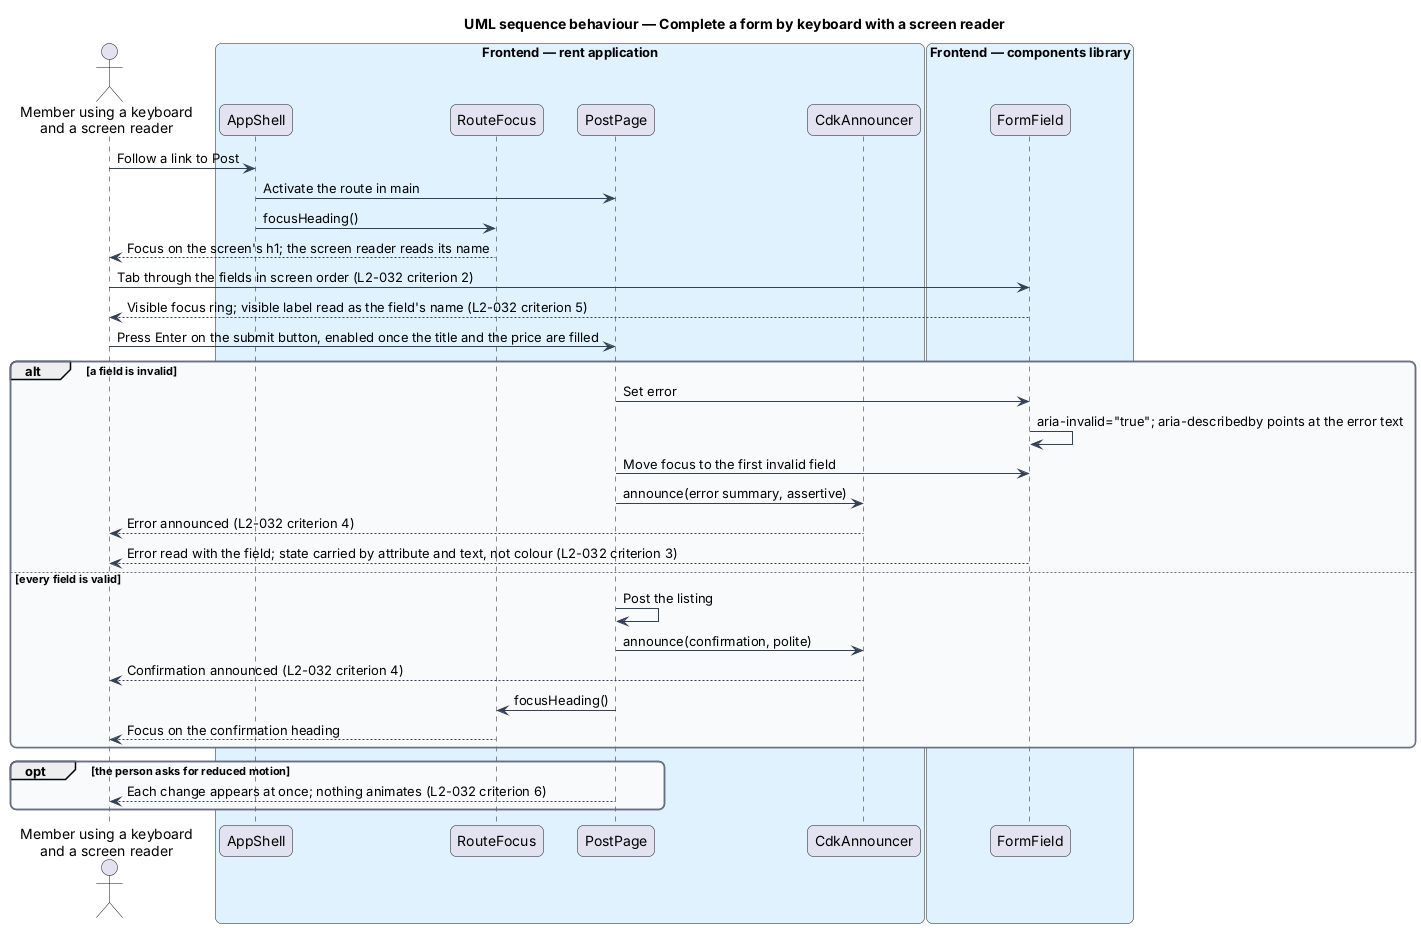 UML sequence behaviour — Complete a form by keyboard with a screen reader
Frontend — rent application
Frontend — components library
Member using a keyboard
and a screen reader
AppShell
RouteFocus
PostPage
CdkAnnouncer
FormField
Follow a link to Post
Activate the route in main
focusHeading()
Focus on the screen's h1; the screen reader reads its name
Tab through the fields in screen order (L2-032 criterion 2)
Visible focus ring; visible label read as the field's name (L2-032 criterion 5)
Press Enter on the submit button, enabled once the title and the price are filled
alt
[a field is invalid]
Set error
aria-invalid="true"; aria-describedby points at the error text
Move focus to the first invalid field
announce(error summary, assertive)
Error announced (L2-032 criterion 4)
Error read with the field; state carried by attribute and text, not colour (L2-032 criterion 3)
[every field is valid]
Post the listing
announce(confirmation, polite)
Confirmation announced (L2-032 criterion 4)
focusHeading()
Focus on the confirmation heading
opt
[the person asks for reduced motion]
Each change appears at once; nothing animates (L2-032 criterion 6)
Member using a keyboard
and a screen reader
AppShell
RouteFocus
PostPage
CdkAnnouncer
FormField